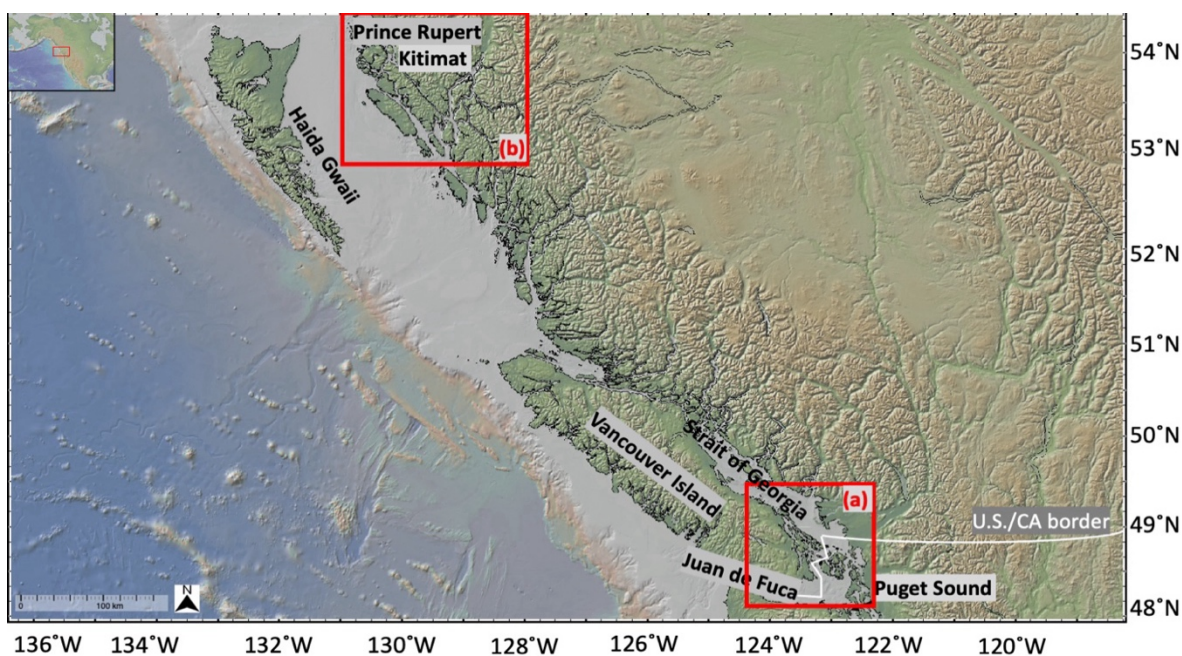 Prince Rupert
Kitimat
54˚N
Haida Gwaii
(b)
53˚N
52˚N
51˚N
50˚N
Vancouver Island
Strait of Georgia
(a)
U.S./CA border
49˚N
Juan de Fuca
Puget Sound
48˚N
N
0 100 km
136˚W 134˚W 132˚W 130˚W 128˚W 126˚W 124˚W 122˚W 120˚W